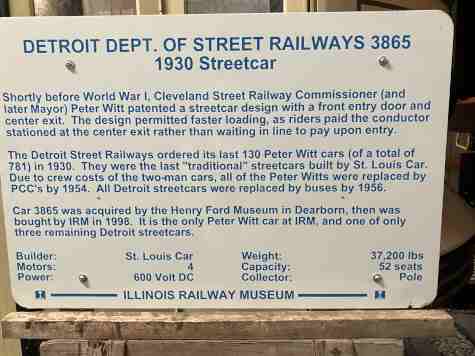 DETROIT DEPT. OF STREET RAILWAYS 3865
1930 Streetcar
Shortly before World War I, Cleveland Street Railway Commissioner (and
later Mayor) Peter Witt patented a streetcar design with a front entry door and
center exit. The design permitted faster loading, as riders paid the conductor
stationed at the center exit rather than waiting in line to pay upon entry.
The Detroit Street Railways ordered its last 130 Peter Witt cars (of a total of
781) in 1930. They were the last "traditional" streetcars built by St. Louis Car.
Due to crew costs of the two-man cars, all of the Peter Witts were replaced by
PCC's by 1954. All Detroit streetcars were replaced by buses by 1956.
Car 3865 was acquired by the Henry Ford Museum in Dearborn, then was
bought by IRM in 1998. It is the only Peter Witt car at IRM, and one of only
three remaining Detroit streetcars.
Builder: St. Louis Car Weight: 37,200 lbs
Motors: 4 Capacity: 52 seats
Power: 600 Volt DC Collector: Pole
ILLINOIS RAILWAY MUSEUM